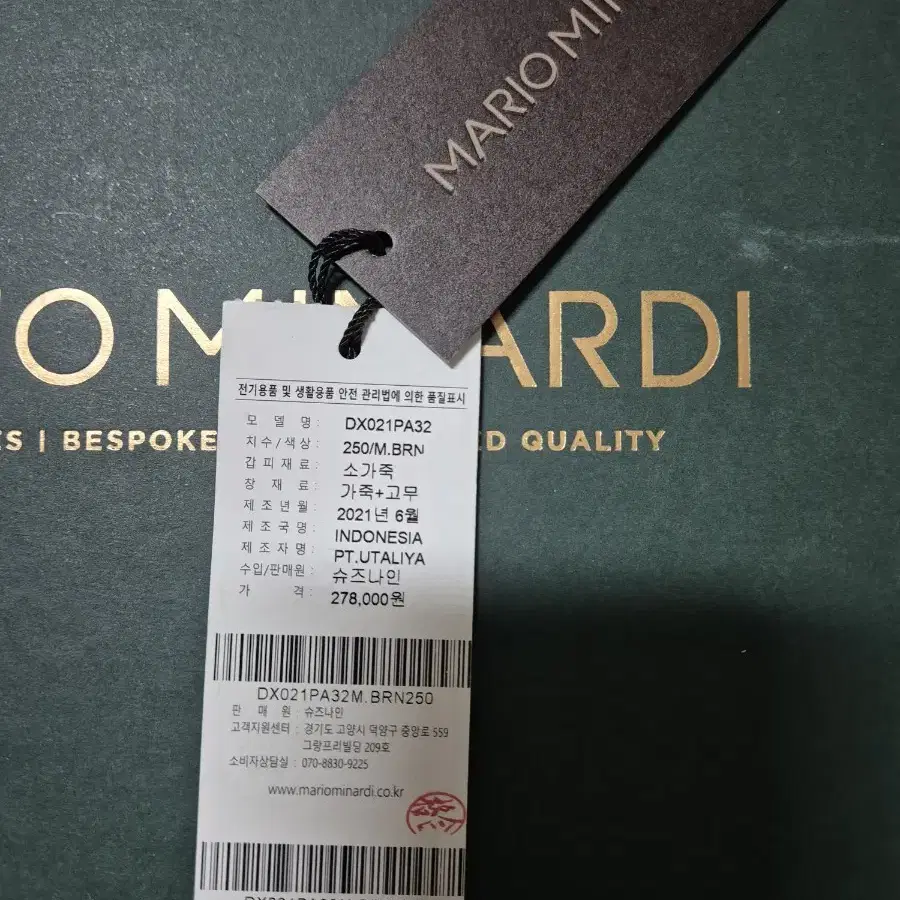 MARIO MIN
IO MINARDI
ES | BESPOKE ED QUALITY
전기용품 및 생활용품 안전 관리법에 의한 품질표시
모 델 명 : DX021PA32
치수/색상 : 250/M.BRN
갑피재료 : 소가죽
창 재 료 : 가죽+고무
제조년월 : 2021년 6월
제조국명 : INDONESIA
제조자명 : PT.UTALIYA
수입/판매원 : 슈즈나인
가 격 : 278,000원
DX021PA32M.BRN250
판 매 원 : 슈즈나인
고객지원센터 : 경기도 고양시 덕양구 중앙로 559
그랑프리빌딩 209호
소비자상담실 : 070-8830-9225
www.mariominardi.co.kr